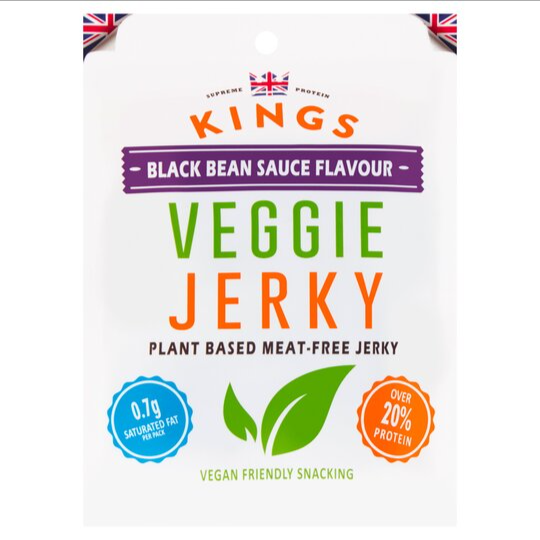 SUPREME PROTEIN
KINGS
- BLACK BEAN SAUCE FLAVOUR -
VEGGIE
JERKY
PLANT BASED MEAT-FREE JERKY
0.7g
SATURATED FAT
PER PACK
OVER
20%
PROTEIN
VEGAN FRIENDLY SNACKING